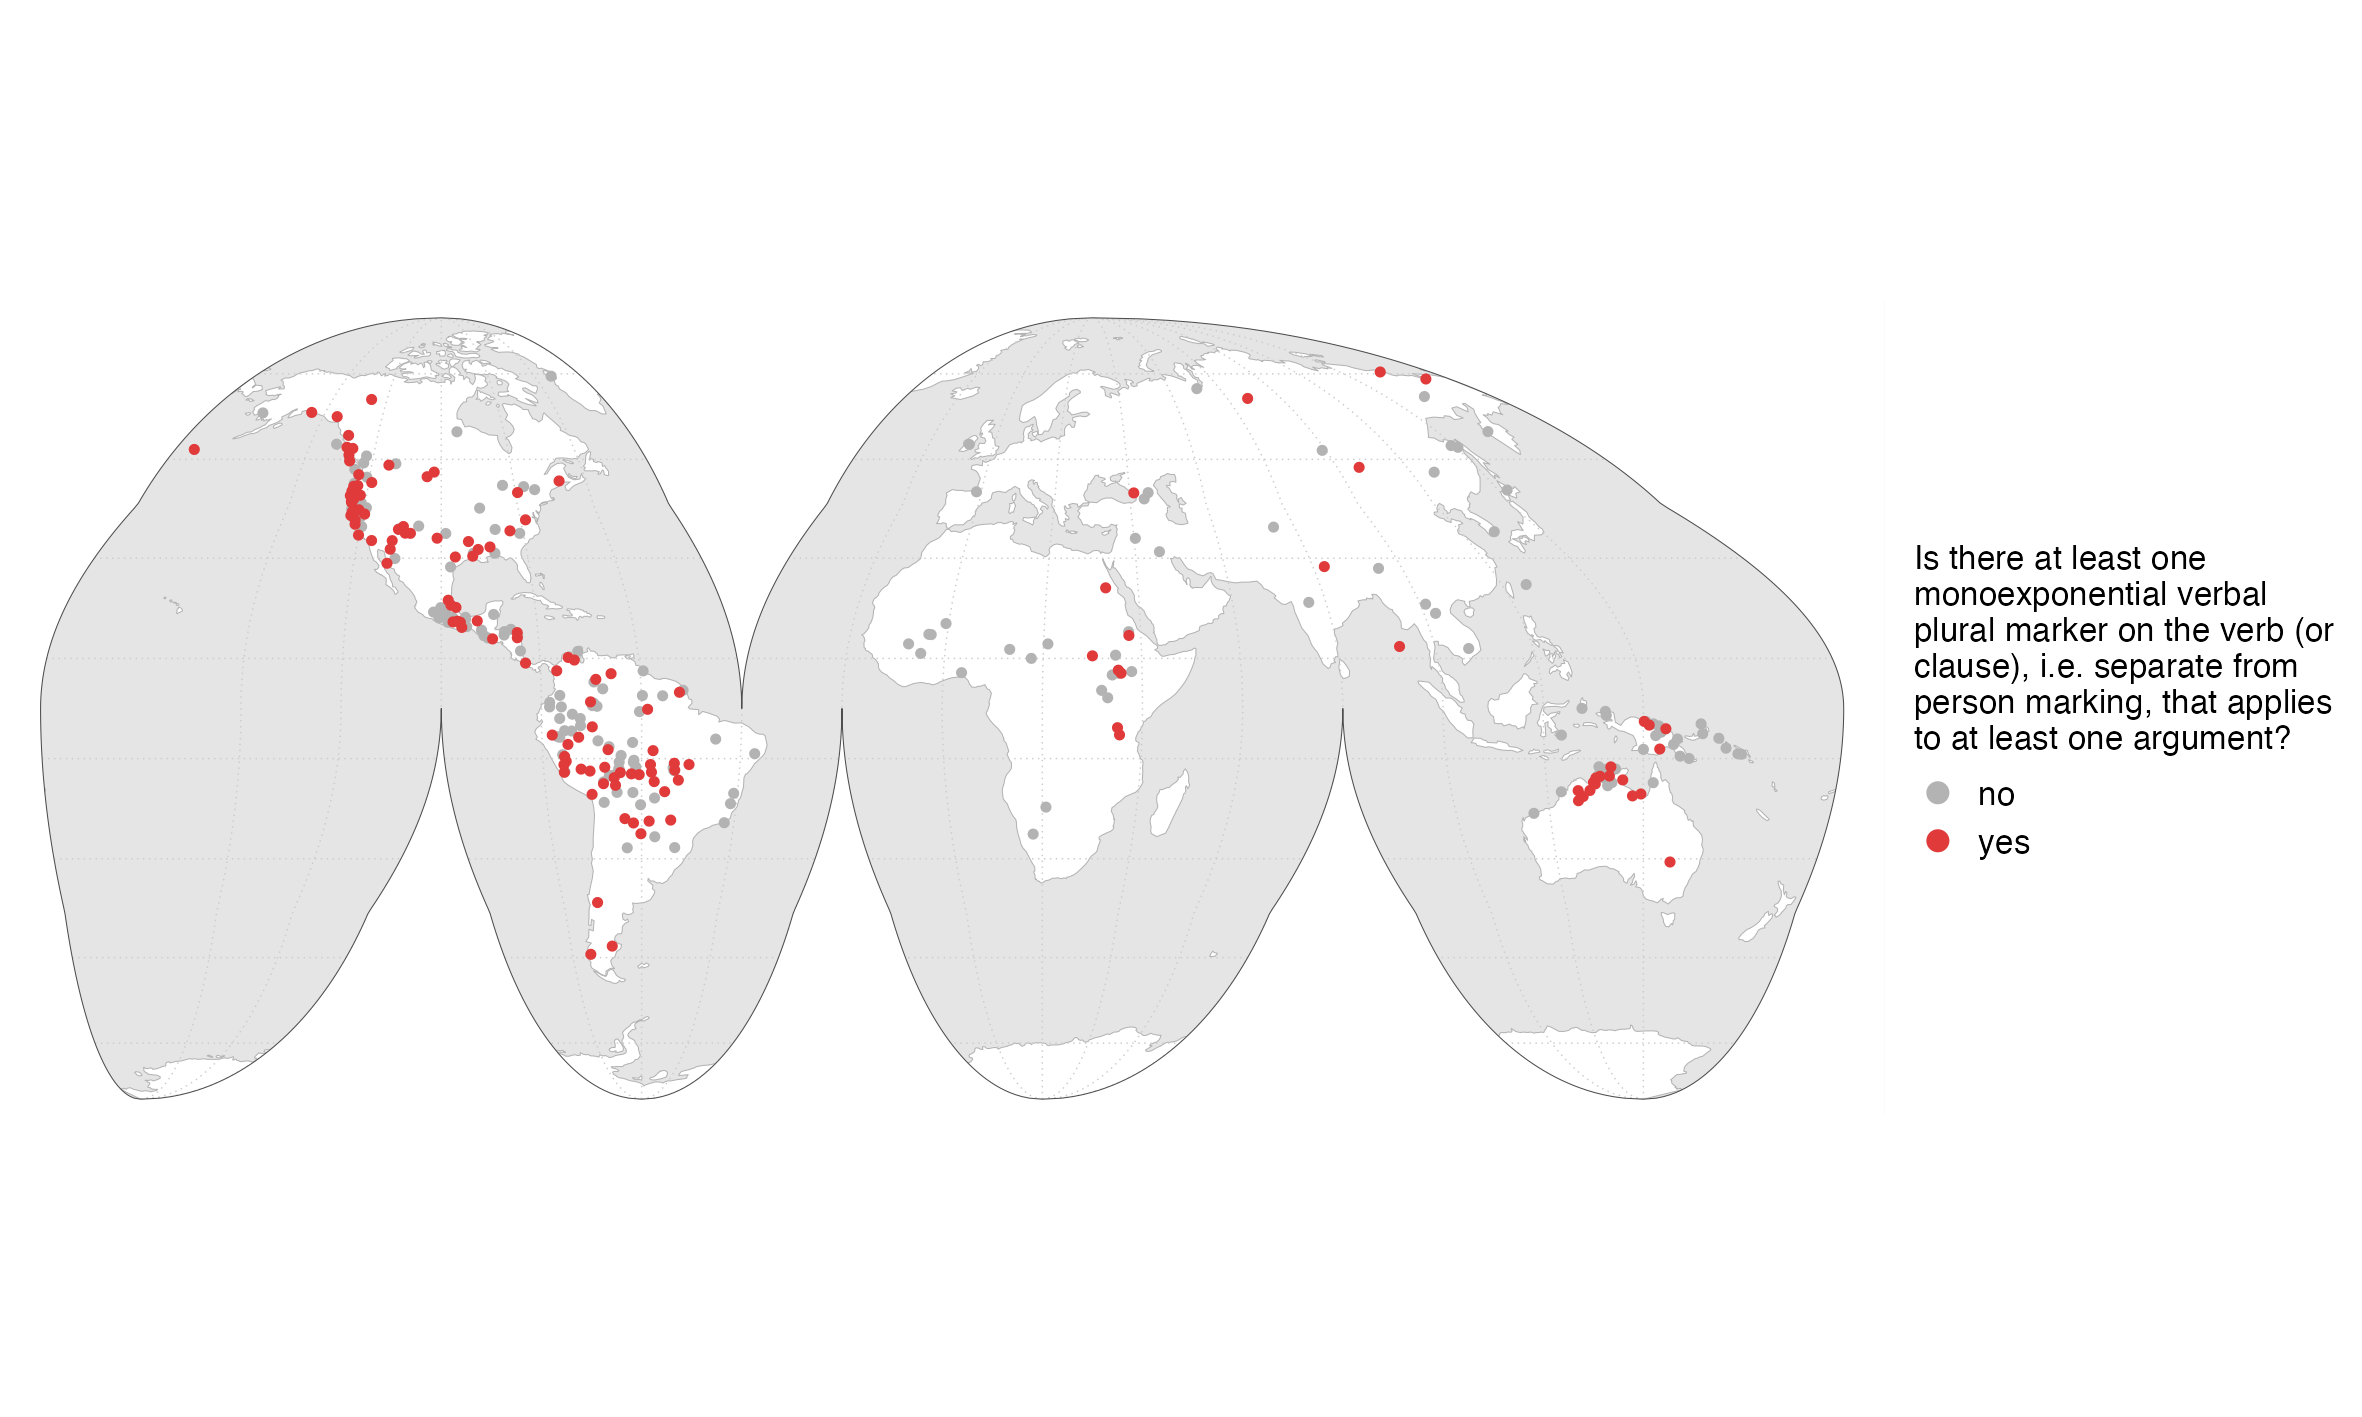 Is there at least one
monoexponential verbal
plural marker on the verb (or
clause), i.e. separate from
person marking, that applies
to at least one argument?
no
yes